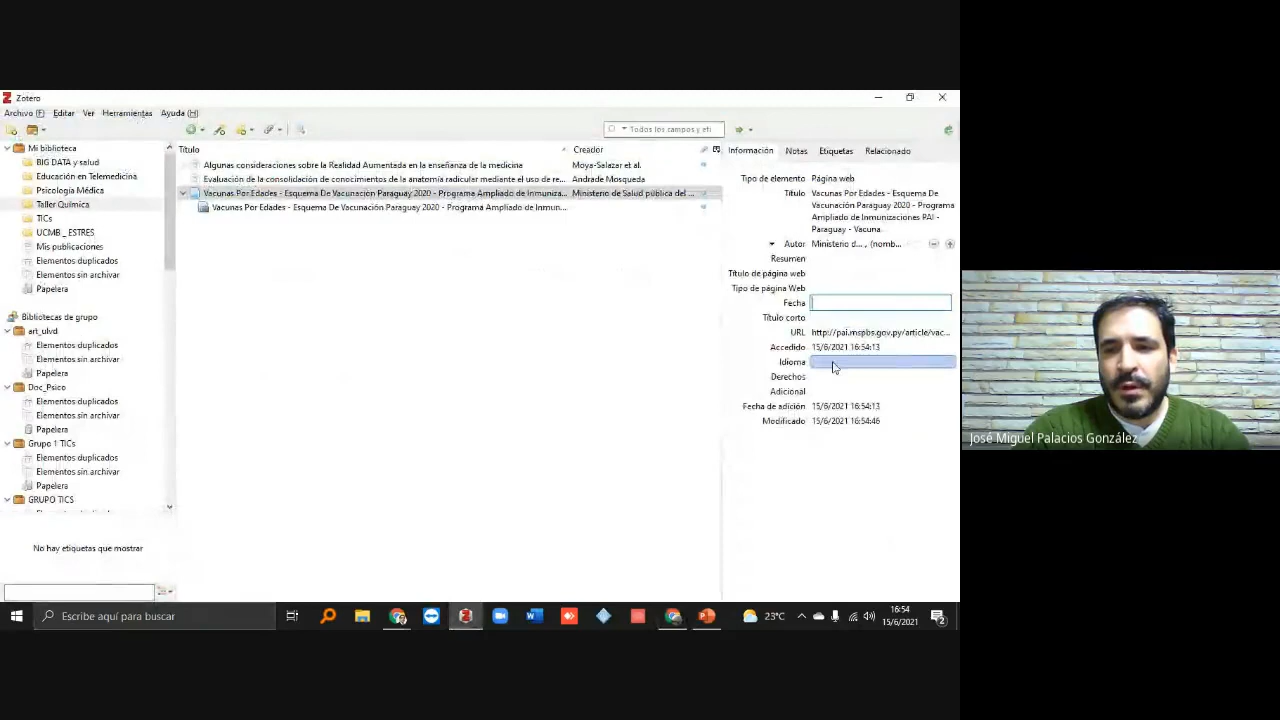 Zotero
Archivo (F) Editar Ver Herramientas Ayuda (H)
Todos los campos y eti
Mi biblioteca
BIG DATA y salud
Educación en Telemedicina
Psicología Médica
Taller Química
TICs
UCMB _ ESTRES
Mis publicaciones
Elementos duplicados
Elementos sin archivar
Papelera
Bibliotecas de grupo
art_ulvd
Elementos duplicados
Elementos sin archivar
Papelera
Doc_Psico
Elementos duplicados
Elementos sin archivar
Papelera
Grupo 1 TICs
Elementos duplicados
Elementos sin archivar
Papelera
GRUPO TICS
No hay etiquetas que mostrar
Título Creador
Algunas consideraciones sobre la Realidad Aumentada en la enseñanza de la medicina Moya-Salazar et al.
Evaluación de la consolidación de conocimientos de la anatomía radicular mediante el uso de re... Andrade Mosqueda
Vacunas Por Edades - Esquema De Vacunación Paraguay 2020 - Programa Ampliado de Inmuniza... Ministerio de Salud pública del ...
Vacunas Por Edades - Esquema De Vacunación Paraguay 2020 - Programa Ampliado de Inmun...
Información Notas Etiquetas Relacionado
Tipo de elemento Página web
Título Vacunas Por Edades - Esquema De
Vacunación Paraguay 2020 - Programa
Ampliado de Inmunizaciones PAI -
Paraguay - Vacuna.
Autor Ministerio d... , (nomb...
Resumen
Título de página web
Tipo de página Web
Fecha
Título corto
URL http://pai.mspbs.gov.py/article/vac...
Accedido 15/6/2021 16:54:13
Idioma
Derechos
Adicional
Fecha de adición 15/6/2021 16:54:13
Modificado 15/6/2021 16:54:46
José Miguel Palacios González
Escribe aquí para buscar
23°C
16:54
15/6/2021
2